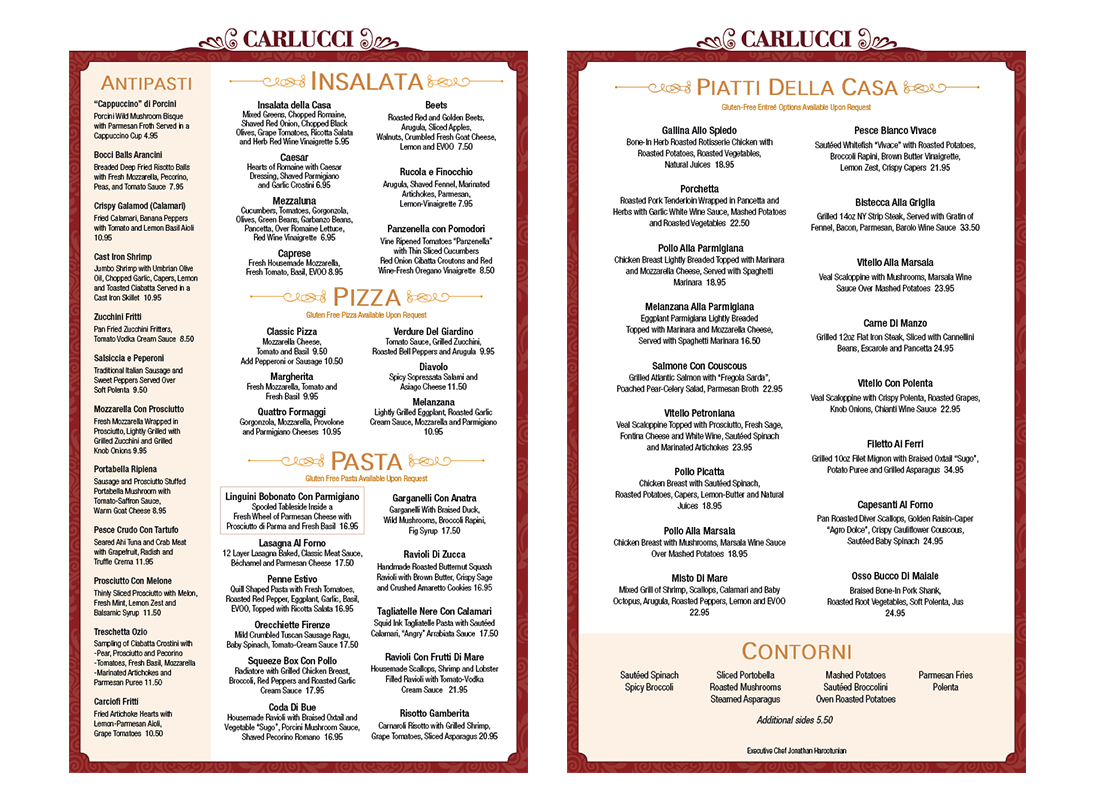 CARLUCCI
ANTIPASTI
"Cappuccino" di Porcini
Porcini Wild Mushroom Bisque
with Parmesan Froth Served in a
Cappuccino Cup 4.95
Bocci Balls Arancini
Breaded Deep Fried Risotto Balls
with Fresh Mozzarella, Pecorino,
Peas, and Tomato Sauce 7.95
Crispy Galamod (Calamari)
Fried Calamari, Banana Peppers
with Tomato and Lemon Basil Aioli
10.95
Cast Iron Shrimp
Jumbo Shrimp with Umbrian Olive
Oil, Chopped Garlic, Capers, Lemon
and Toasted Ciabatta Served in a
Cast Iron Skillet 10.95
Zucchini Fritti
Pan Fried Zucchini Fritters,
Tomato Vodka Cream Sauce 8.50
Salsiccia e Peperoni
Traditional Italian Sausage and
Sweet Peppers Served Over
Soft Polenta 9.50
Mozzarella Con Prosciutto
Fresh Mozzarella Wrapped in
Prosciutto, Lightly Grilled with
Grilled Zucchini and Grilled
Knob Onions 9.95
Portabella Ripiena
Sausage and Prosciutto Stuffed
Portabella Mushroom with
Tomato-Saffron Sauce,
Warm Goat Cheese 8.95
Pesce Crudo Con Tartufo
Seared Ahi Tuna and Crab Meat
with Grapefruit, Radish and
Truffle Crema 11.95
Prosciutto Con Melone
Thinly Sliced Prosciutto with Melon,
Fresh Mint, Lemon Zest and
Balsamic Syrup 11.50
Treschetta Ozio
Sampling of Ciabatta Crostini with
-Pear, Prosciutto and Pecorino
-Tomatoes, Fresh Basil, Mozzarella
-Marinated Artichokes and
Parmesan Puree 11.50
Carciofi Fritti
Fried Artichoke Hearts with
Lemon-Parmesan Aioli,
Grape Tomatoes 10.50
INSALATA
Insalata della Casa
Mixed Greens, Chopped Romaine,
Shaved Red Onion, Chopped Black
Olives, Grape Tomatoes, Ricotta Salata
and Herb Red Wine Vinaigrette 5.95
Caesar
Hearts of Romaine with Caesar
Dressing, Shaved Parmigiano
and Garlic Crostini 6.95
Mezzaluna
Cucumbers, Tomatoes, Gorgonzola,
Olives, Green Beans, Garbanzo Beans,
Pancetta, Over Romaine Lettuce,
Red Wine Vinaigrette 6.95
Caprese
Fresh Housemade Mozzarella,
Fresh Tomato, Basil, EVOO 8.95
Beets
Roasted Red and Golden Beets,
Arugula, Sliced Apples,
Walnuts, Crumbled Fresh Goat Cheese,
Lemon and EVOO 7.50
Rucola e Finocchio
Arugula, Shaved Fennel, Marinated
Artichokes, Parmesan,
Lemon-Vinaigrette 7.95
Panzenella con Pomodori
Vine Ripened Tomatoes "Panzenella"
with Thin Sliced Cucumbers
Red Onion Cibatta Croutons and Red
Wine-Fresh Oregano Vinaigrette 8.50
PIZZA
Gluten Free Pizza Available Upon Request
Classic Pizza
Mozzarella Cheese,
Tomato and Basil 9.50
Add Pepperoni or Sausage 10.50
Margherita
Fresh Mozzarella, Tomato and
Fresh Basil 9.95
Quattro Formaggi
Gorgonzola, Mozzarella, Provolone
and Parmigiano Cheeses 10.95
Verdure Del Giardino
Tomato Sauce, Grilled Zucchini,
Roasted Bell Peppers and Arugula 9.95
Diavolo
Spicy Sopressata Salami and
Asiago Cheese 11.50
Melanzana
Lightly Grilled Eggplant, Roasted Garlic
Cream Sauce, Mozzarella and Parmigiano
10.95
PASTA
Gluten Free Pasta Available Upon Request
Linguini Bobonato Con Parmigiano
Spooled Tableside Inside a
Fresh Wheel of Parmesan Cheese with
Prosciutto di Parma and Fresh Basil 16.95
Lasagna Al Forno
12 Layer Lasagna Baked, Classic Meat Sauce,
Béchamel and Parmesan Cheese 17.50
Penne Estivo
Quill Shaped Pasta with Fresh Tomatoes,
Roasted Red Pepper, Eggplant, Garlic, Basil,
EVOO, Topped with Ricotta Salata 16.95
Orecchiette Firenze
Mild Crumbled Tuscan Sausage Ragu,
Baby Spinach, Tomato-Cream Sauce 17.50
Squeeze Box Con Pollo
Radiatore with Grilled Chicken Breast,
Broccoli, Red Peppers and Roasted Garlic
Cream Sauce 17.95
Coda Di Bue
Housemade Ravioli with Braised Oxtail and
Vegetable "Sugo", Porcini Mushroom Sauce,
Shaved Pecorino Romano 16.95
Garganelli Con Anatra
Garganelli With Braised Duck,
Wild Mushrooms, Broccoli Rapini,
Fig Syrup 17.50
Ravioli Di Zucca
Handmade Roasted Butternut Squash
Ravioli with Brown Butter, Crispy Sage
and Crushed Amaretto Cookies 16.95
Tagliatelle Nere Con Calamari
Squid Ink Tagliatelle Pasta with Sautéed
Calamari, "Angry" Arrabiata Sauce 17.50
Ravioli Con Frutti Di Mare
Housemade Scallops, Shrimp and Lobster
Filled Ravioli with Tomato-Vodka
Cream Sauce 21.95
Risotto Gamberita
Carnaroli Risotto with Grilled Shrimp,
Grape Tomatoes, Sliced Asparagus 20.95
CARLUCCI
PIATTI DELLA CASA
Gluten-Free Entreé Options Available Upon Request
Gallina Allo Spiedo
Bone-In Herb Roasted Rotisserie Chicken with
Roasted Potatoes, Roasted Vegetables,
Natural Juices 18.95
Porchetta
Roasted Pork Tenderloin Wrapped in Pancetta and
Herbs with Garlic White Wine Sauce, Mashed Potatoes
and Roasted Vegetables 22.50
Pollo Alla Parmigiana
Chicken Breast Lightly Breaded Topped with Marinara
and Mozzarella Cheese, Served with Spaghetti
Marinara 18.95
Melenzana Alla Parmigiana
Eggplant Parmigiana Lightly Breaded
Topped with Marinara and Mozzarella Cheese,
Served with Spaghetti Marinara 16.50
Salmone Con Couscous
Grilled Atlantic Salmon with "Fregola Sarda",
Poached Pear-Celery Salad, Parmesan Broth 22.95
Vitello Petroniana
Veal Scaloppine Topped with Prosciutto, Fresh Sage,
Fontina Cheese and White Wine, Sautéed Spinach
and Marinated Artichokes 23.95
Pollo Picatta
Chicken Breast with Sautéed Spinach,
Roasted Potatoes, Capers, Lemon-Butter and Natural
Juices 18.95
Pollo Alla Marsala
Chicken Breast with Mushrooms, Marsala Wine Sauce
Over Mashed Potatoes 18.95
Misto Di Mare
Mixed Grill of Shrimp, Scallops, Calamari and Baby
Octopus, Arugula, Roasted Peppers, Lemon and EVOO
22.95
Pesce Bianco Vivace
Sautéed Whitefish "Vivace" with Roasted Potatoes,
Broccoli Rapini, Brown Butter Vinaigrette,
Lemon Zest, Crispy Capers 21.95
Bistecca Alla Griglia
Grilled 14oz NY Strip Steak, Served with Gratin of
Fennel, Bacon, Parmesan, Barolo Wine Sauce 33.50
Vitello Alla Marsala
Veal Scaloppine with Mushrooms, Marsala Wine
Sauce Over Mashed Potatoes 23.95
Carne Di Manzo
Grilled 12oz Flat Iron Steak, Sliced with Cannellini
Beans, Escarole and Pancetta 24.95
Vitello Con Polenta
Veal Scaloppine with Crispy Polenta, Roasted Grapes,
Knob Onions, Chianti Wine Sauce 22.95
Filetto Ai Ferri
Grilled 10oz Filet Mignon with Braised Oxtail "Sugo",
Potato Puree and Grilled Asparagus 34.95
Capesanti Al Forno
Pan Roasted Diver Scallops, Golden Raisin-Caper
"Agro Dolce", Crispy Cauliflower Couscous,
Sautéed Baby Spinach 24.95
Osso Bucco Di Maiale
Braised Bone-In Pork Shank,
Roasted Root Vegetables, Soft Polenta, Jus
24.95
CONTORNI
Sautéed Spinach
Spicy Broccoli
Sliced Portobella
Roasted Mushrooms
Steamed Asparagus
Mashed Potatoes
Sautéed Broccolini
Oven Roasted Potatoes
Parmesan Fries
Polenta
Additional sides 5.50
Executive Chef Jonathan Harootunian